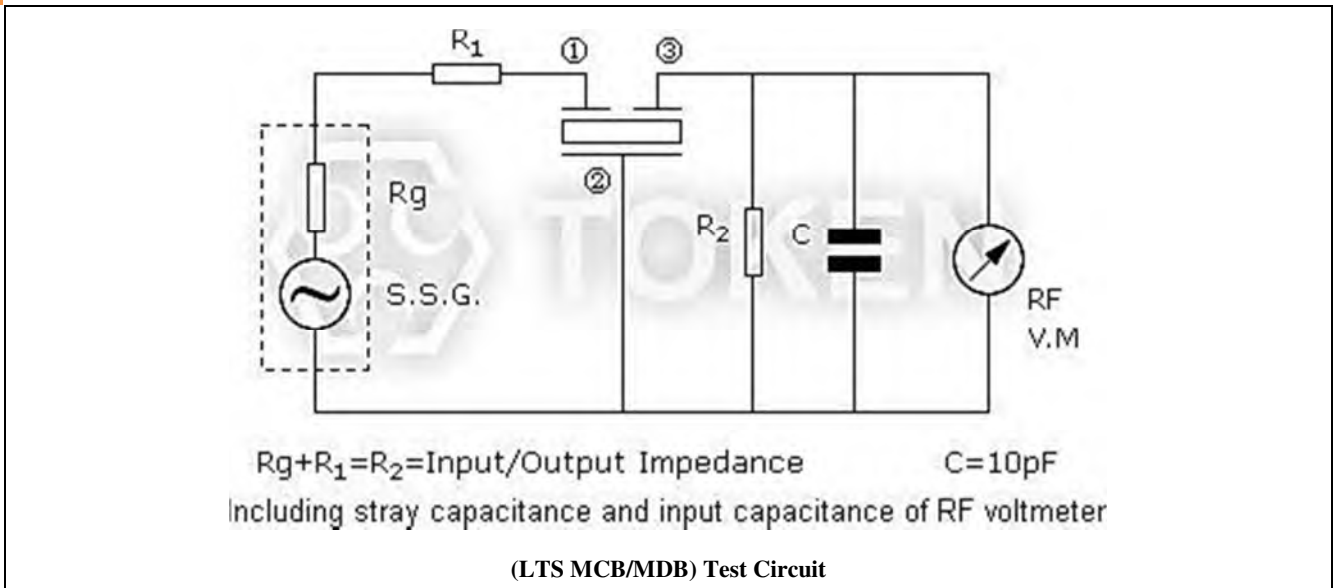 R1
①
③
②
Rg
S.S.G.
TOKEN
R2
C
RF
V.M
Rg+R1=R2=Input/Output Impedance C=10pF
Including stray capacitance and input capacitance of RF voltmeter
(LTS MCB/MDB) Test Circuit